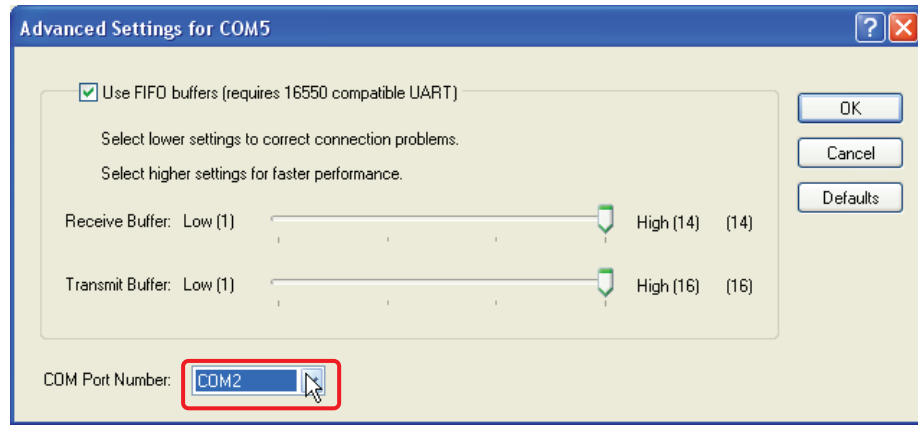 Advanced Settings for COM5
Use FIFO buffers (requires 16550 compatible UART)
OK
Select lower settings to correct connection problems.
Cancel
Select higher settings for faster performance.
Defaults
Receive Buffer: Low (1) High (14) (14)
Transmit Buffer: Low (1) High (16) (16)
COM Port Number: COM2